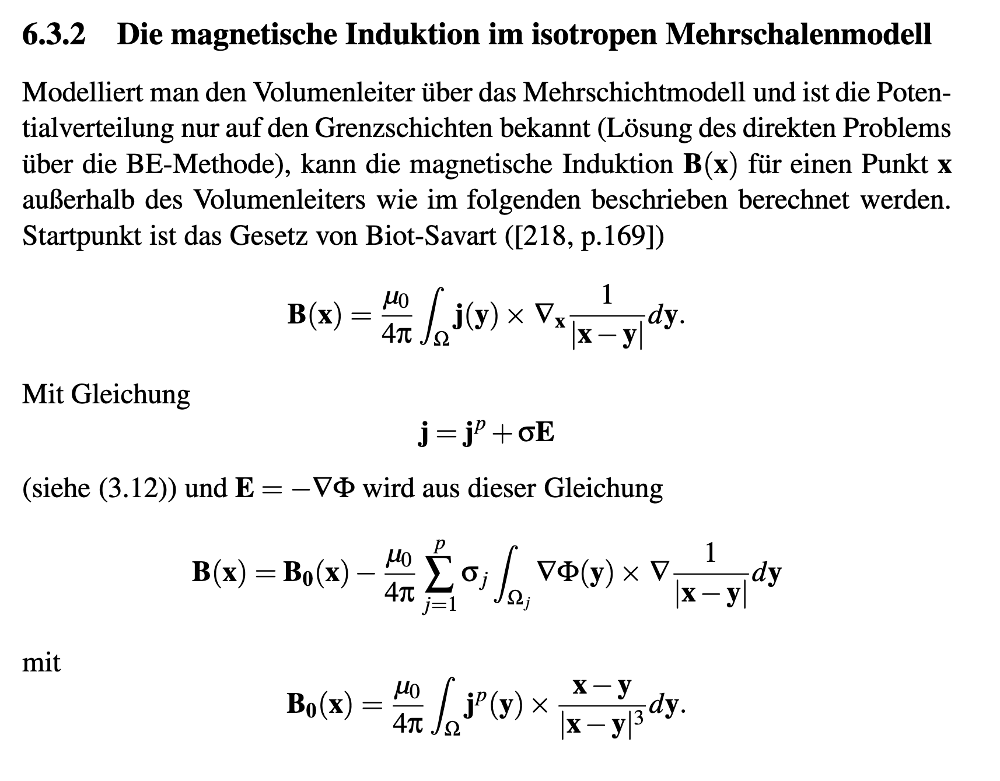 6.3.2 Die magnetische Induktion im isotropen Mehrschalenmodell
Modelliert man den Volumenleiter über das Mehrschichtmodell und ist die Poten-
tialverteilung nur auf den Grenzschichten bekannt (Lösung des direkten Problems
über die BE-Methode), kann die magnetische Induktion $\mathbf{B}(\mathbf{x})$ für einen Punkt $\mathbf{x}$
außerhalb des Volumenleiters wie im folgenden beschrieben berechnet werden.
Startpunkt ist das Gesetz von Biot-Savart ([218, p.169])
$\mathbf{B}(\mathbf{x}) = \frac{\mu_0}{4\pi} \int_\Omega \mathbf{j}(\mathbf{y}) \times \nabla_{\mathbf{x}} \frac{1}{|\mathbf{x}-\mathbf{y}|} d\mathbf{y}.$
Mit Gleichung
$\mathbf{j} = \mathbf{j}^p + \sigma \mathbf{E}$
(siehe (3.12)) und $\mathbf{E} = -\nabla\Phi$ wird aus dieser Gleichung
$\mathbf{B}(\mathbf{x}) = \mathbf{B_0}(\mathbf{x}) - \frac{\mu_0}{4\pi} \sum_{j=1}^{p} \sigma_j \int_{\Omega_j} \nabla\Phi(\mathbf{y}) \times \nabla \frac{1}{|\mathbf{x}-\mathbf{y}|} d\mathbf{y}$
mit
$\mathbf{B_0}(\mathbf{x}) = \frac{\mu_0}{4\pi} \int_\Omega \mathbf{j}^p(\mathbf{y}) \times \frac{\mathbf{x}-\mathbf{y}}{|\mathbf{x}-\mathbf{y}|^3} d\mathbf{y}.$